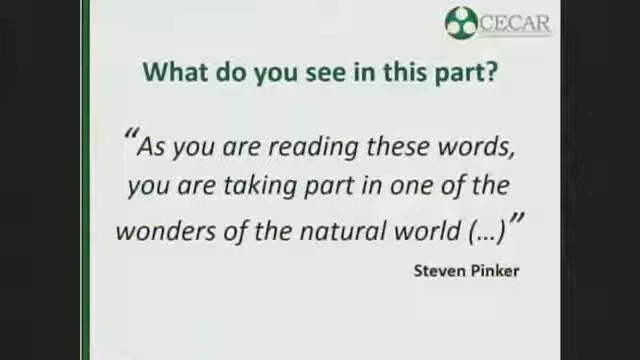 CECAR
What do you see in this part?
“As you are reading these words,
you are taking part in one of the
wonders of the natural world (...)”
Steven Pinker